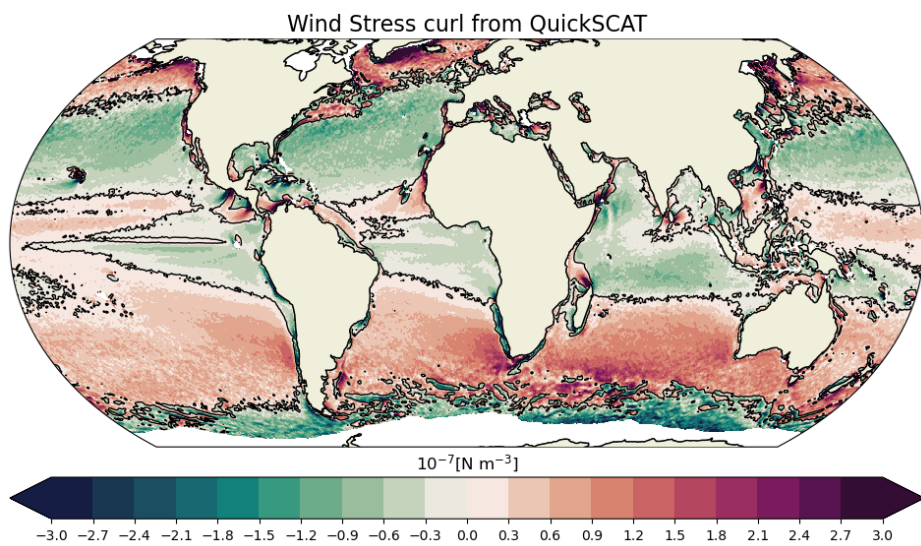 Wind Stress curl from QuickSCAT
10⁻⁷[N m⁻³]
−3.0 −2.7 −2.4 −2.1 −1.8 −1.5 −1.2 −0.9 −0.6 −0.3 0.0 0.3 0.6 0.9 1.2 1.5 1.8 2.1 2.4 2.7 3.0